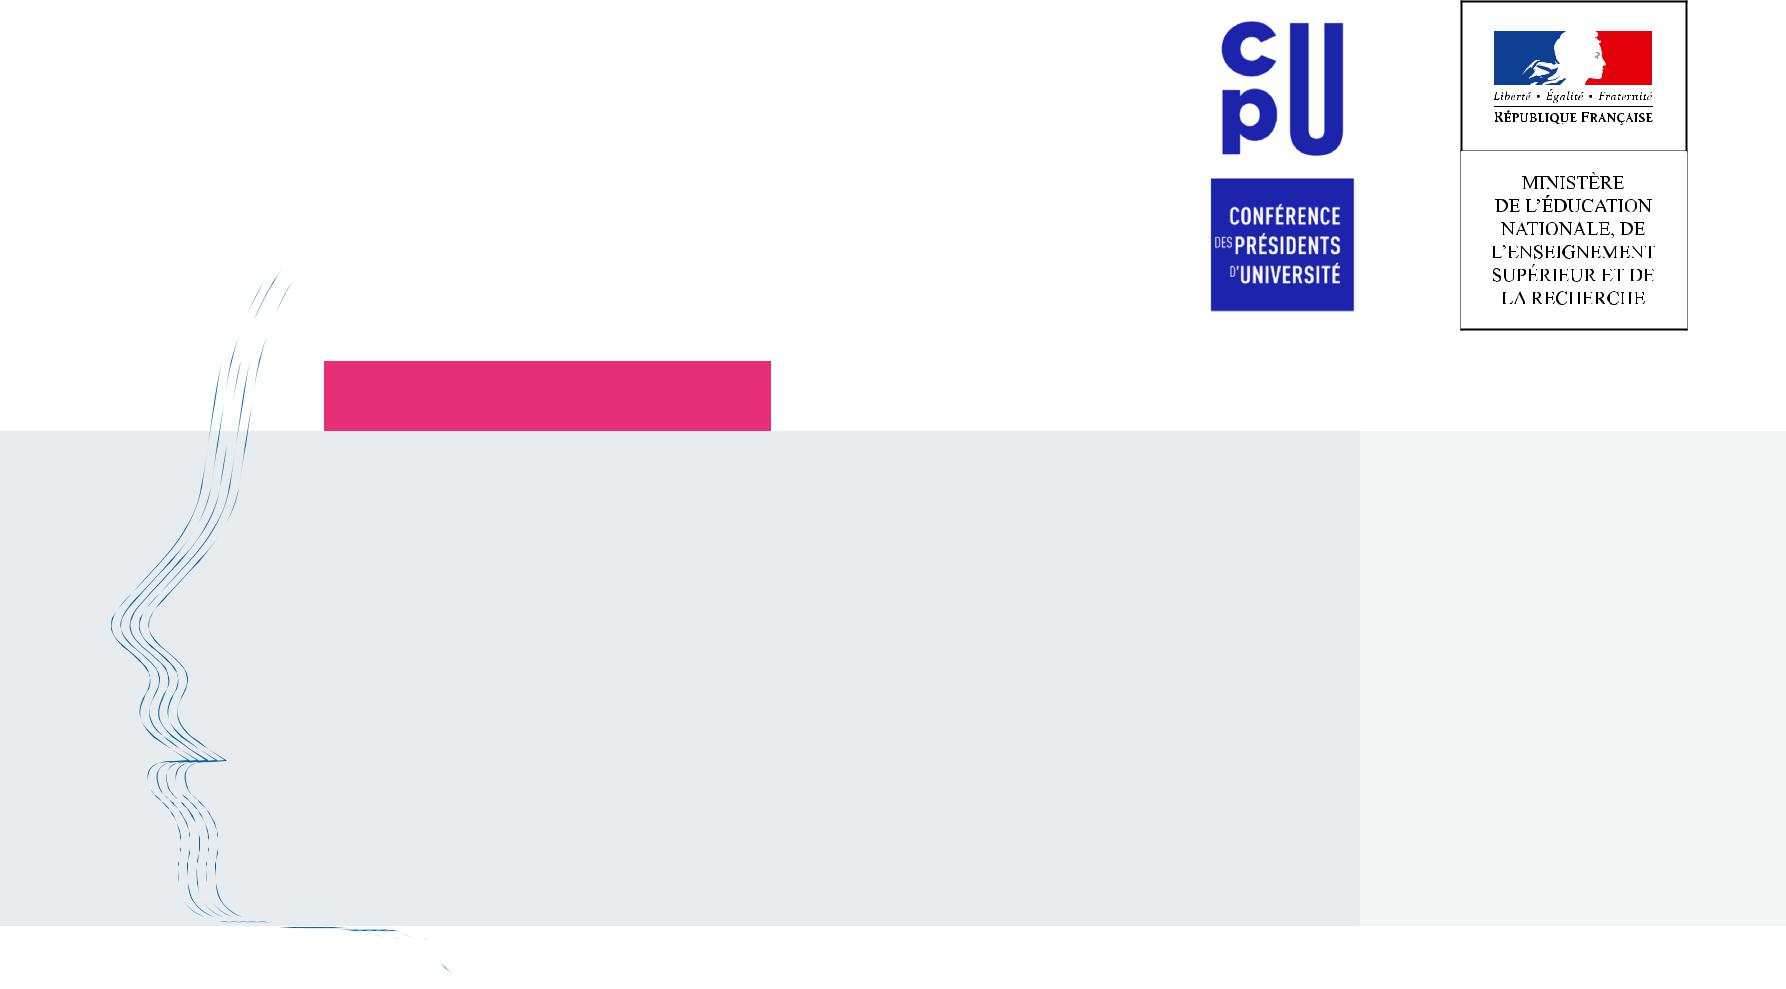 cpU
CONFÉRENCE
DES PRÉSIDENTS
D'UNIVERSITÉ
Liberté • Égalité • Fraternité
RÉPUBLIQUE FRANÇAISE
MINISTÈRE
DE L'ÉDUCATION
NATIONALE, DE
L'ENSEIGNEMENT
SUPÉRIEUR ET DE
LA RECHERCHE